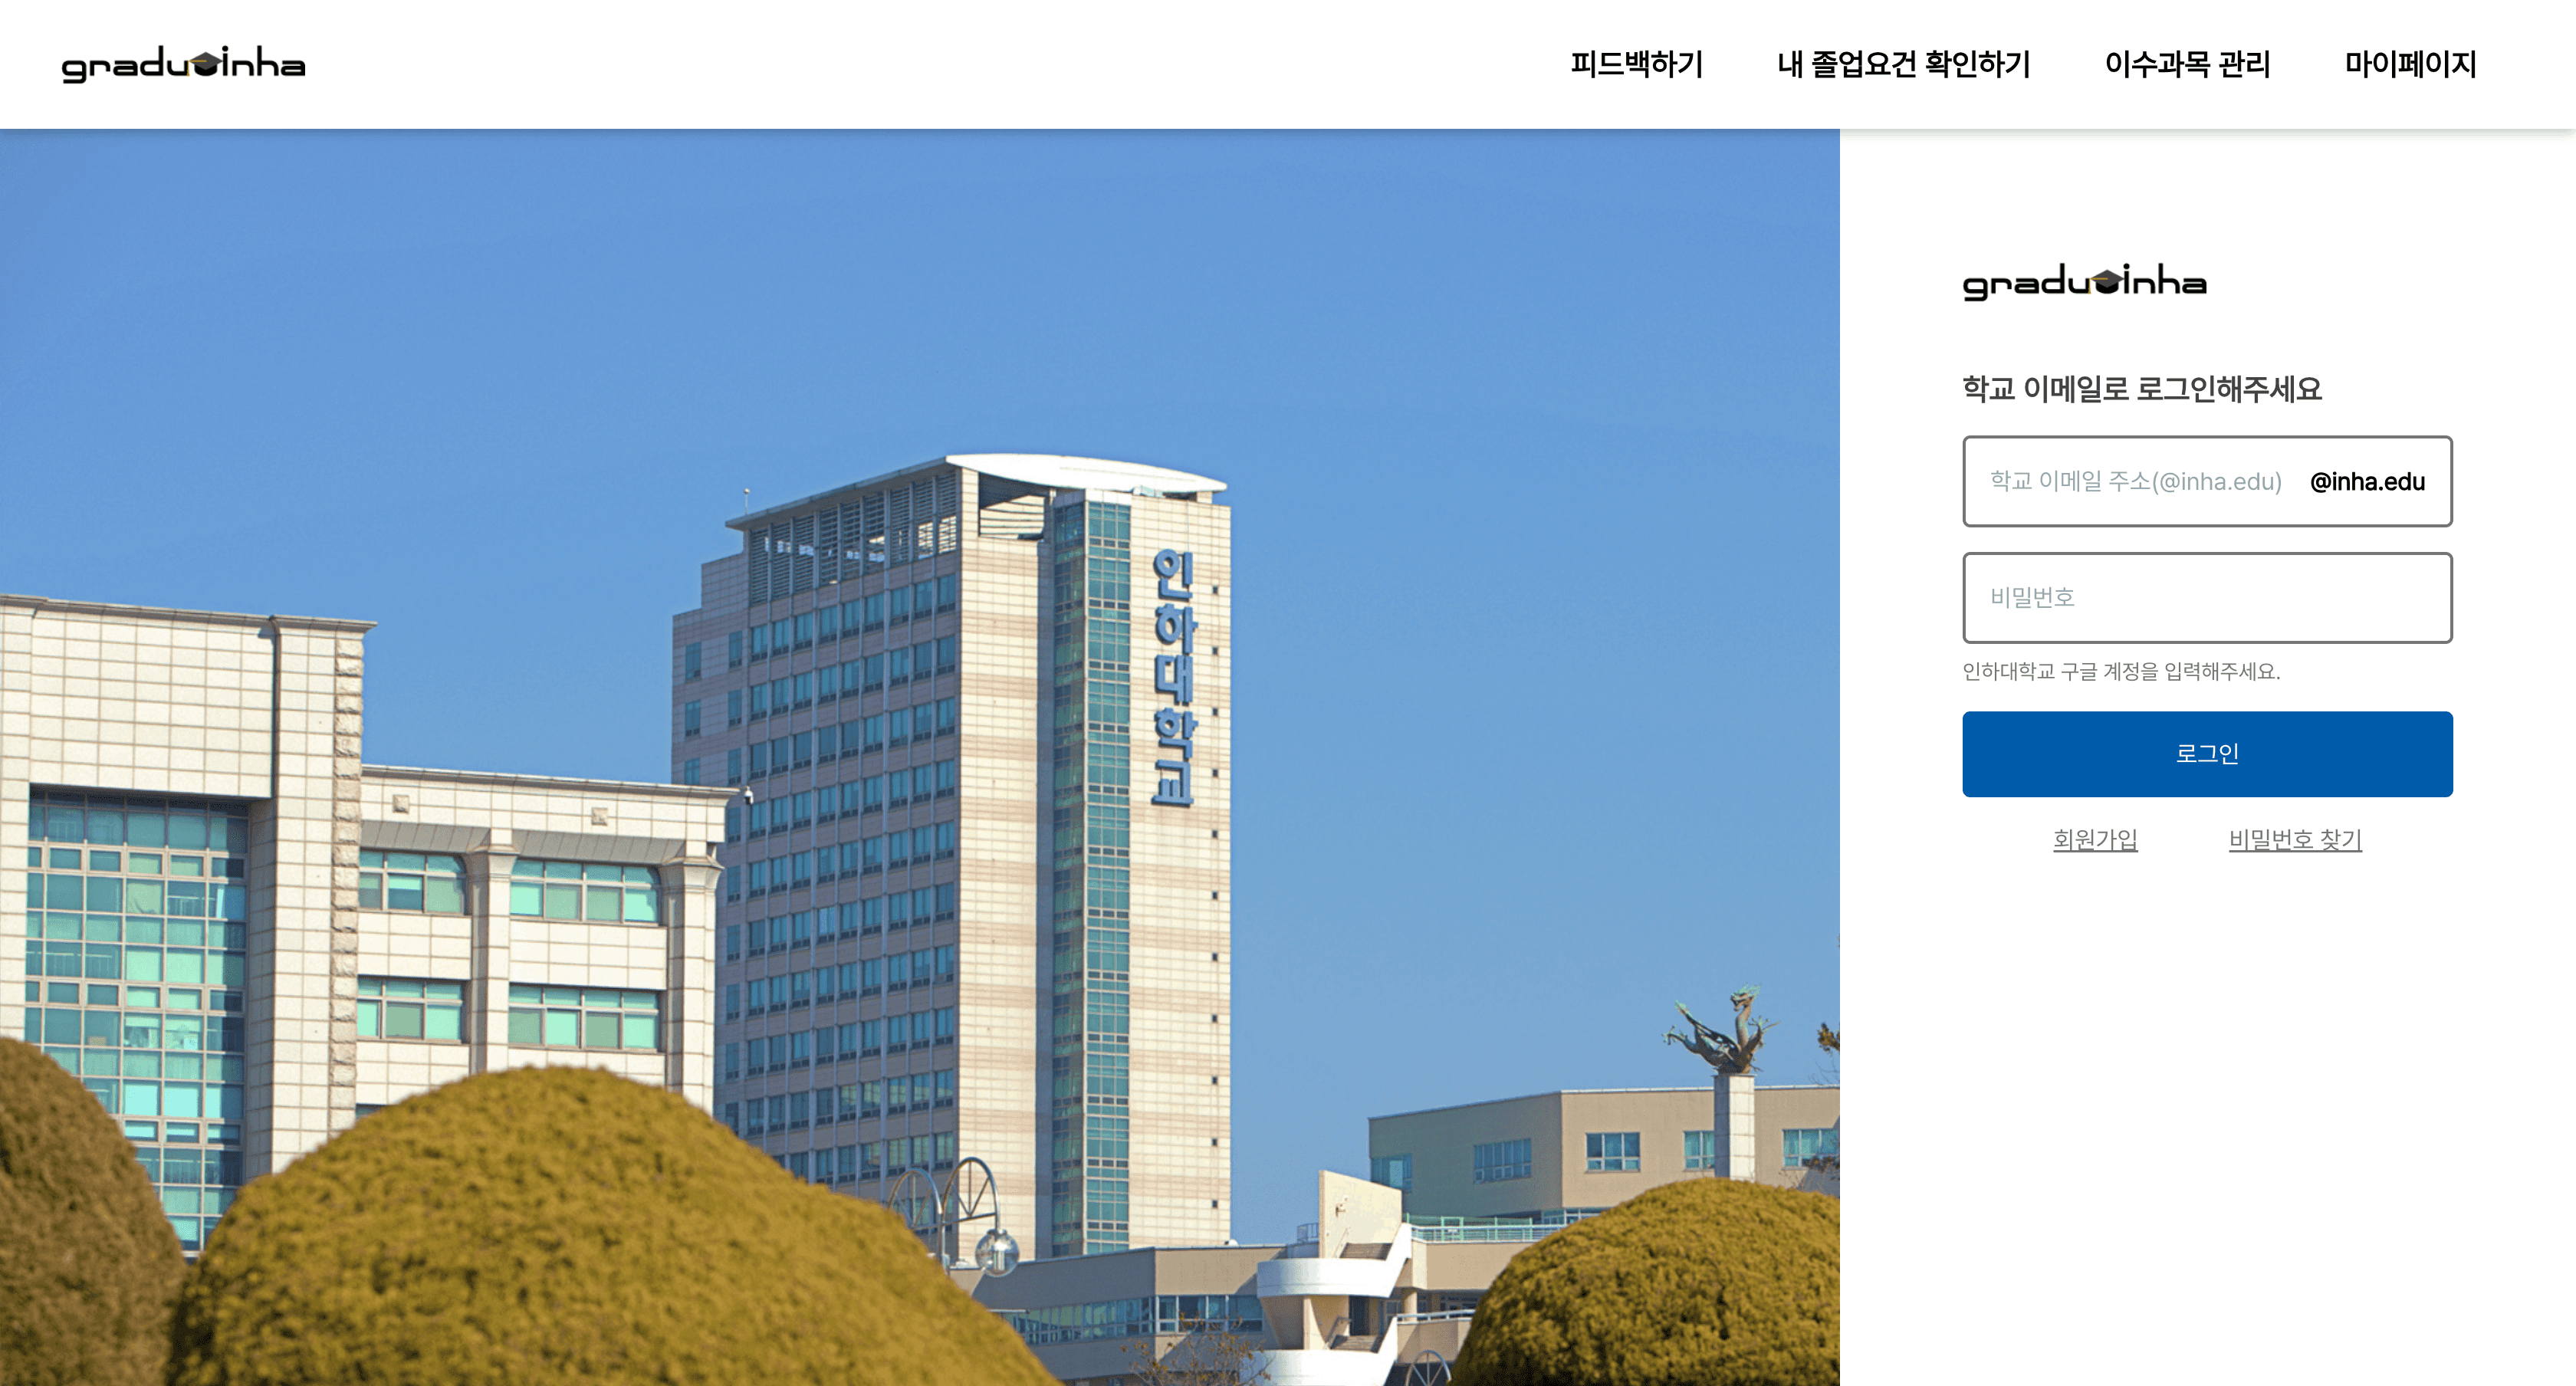 graduinha
피드백하기 내 졸업요건 확인하기 이수과목 관리 마이페이지
인하대학교
graduinha
학교 이메일로 로그인해주세요
학교 이메일 주소(@inha.edu) @inha.edu
비밀번호
인하대학교 구글 계정을 입력해주세요.
로그인
회원가입 비밀번호 찾기